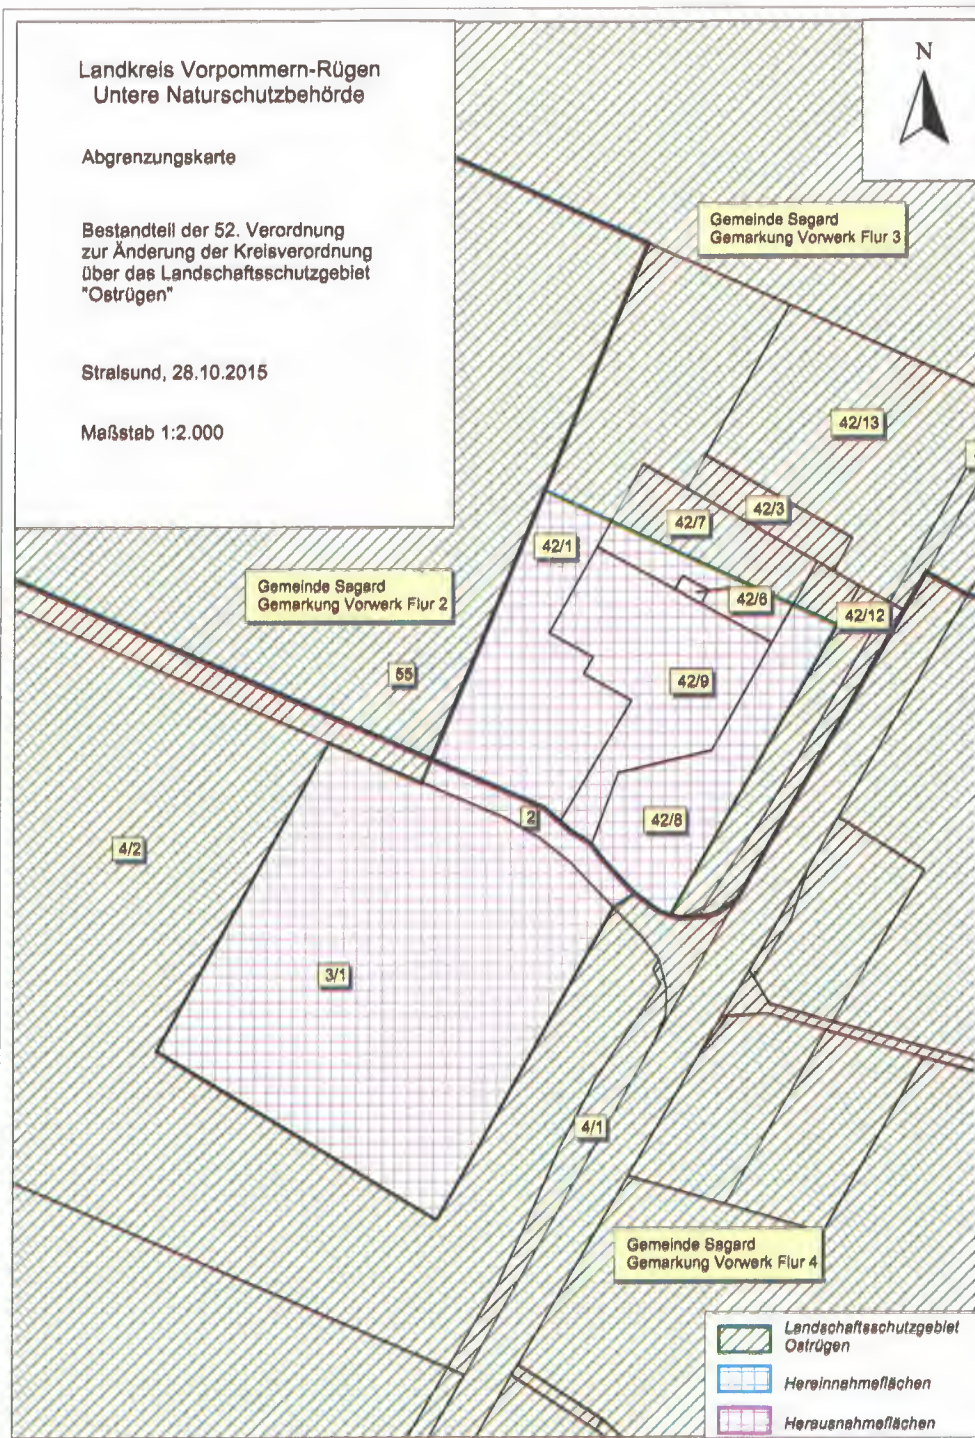 Landkreis Vorpommern-Rügen
Untere Naturschutzbehörde
Abgrenzungskarte
Bestandteil der 52. Verordnung
zur Änderung der Kreisverordnung
über das Landschaftsschutzgebiet
"Ostrügen"
Stralsund, 28.10.2015
Maßstab 1:2.000
N
Gemeinde Sagard
Gemarkung Vorwerk Flur 3
42/13
42/3
42/7
42/1
Gemeinde Sagard
Gemarkung Vorwerk Flur 2
42/6
42/12
55
42/9
2
42/8
4/2
3/1
4/1
Gemeinde Sagard
Gemarkung Vorwerk Flur 4
Landschaftsschutzgebiet
Ostrügen
Hereinnahmeflächen
Herausnahmeflächen